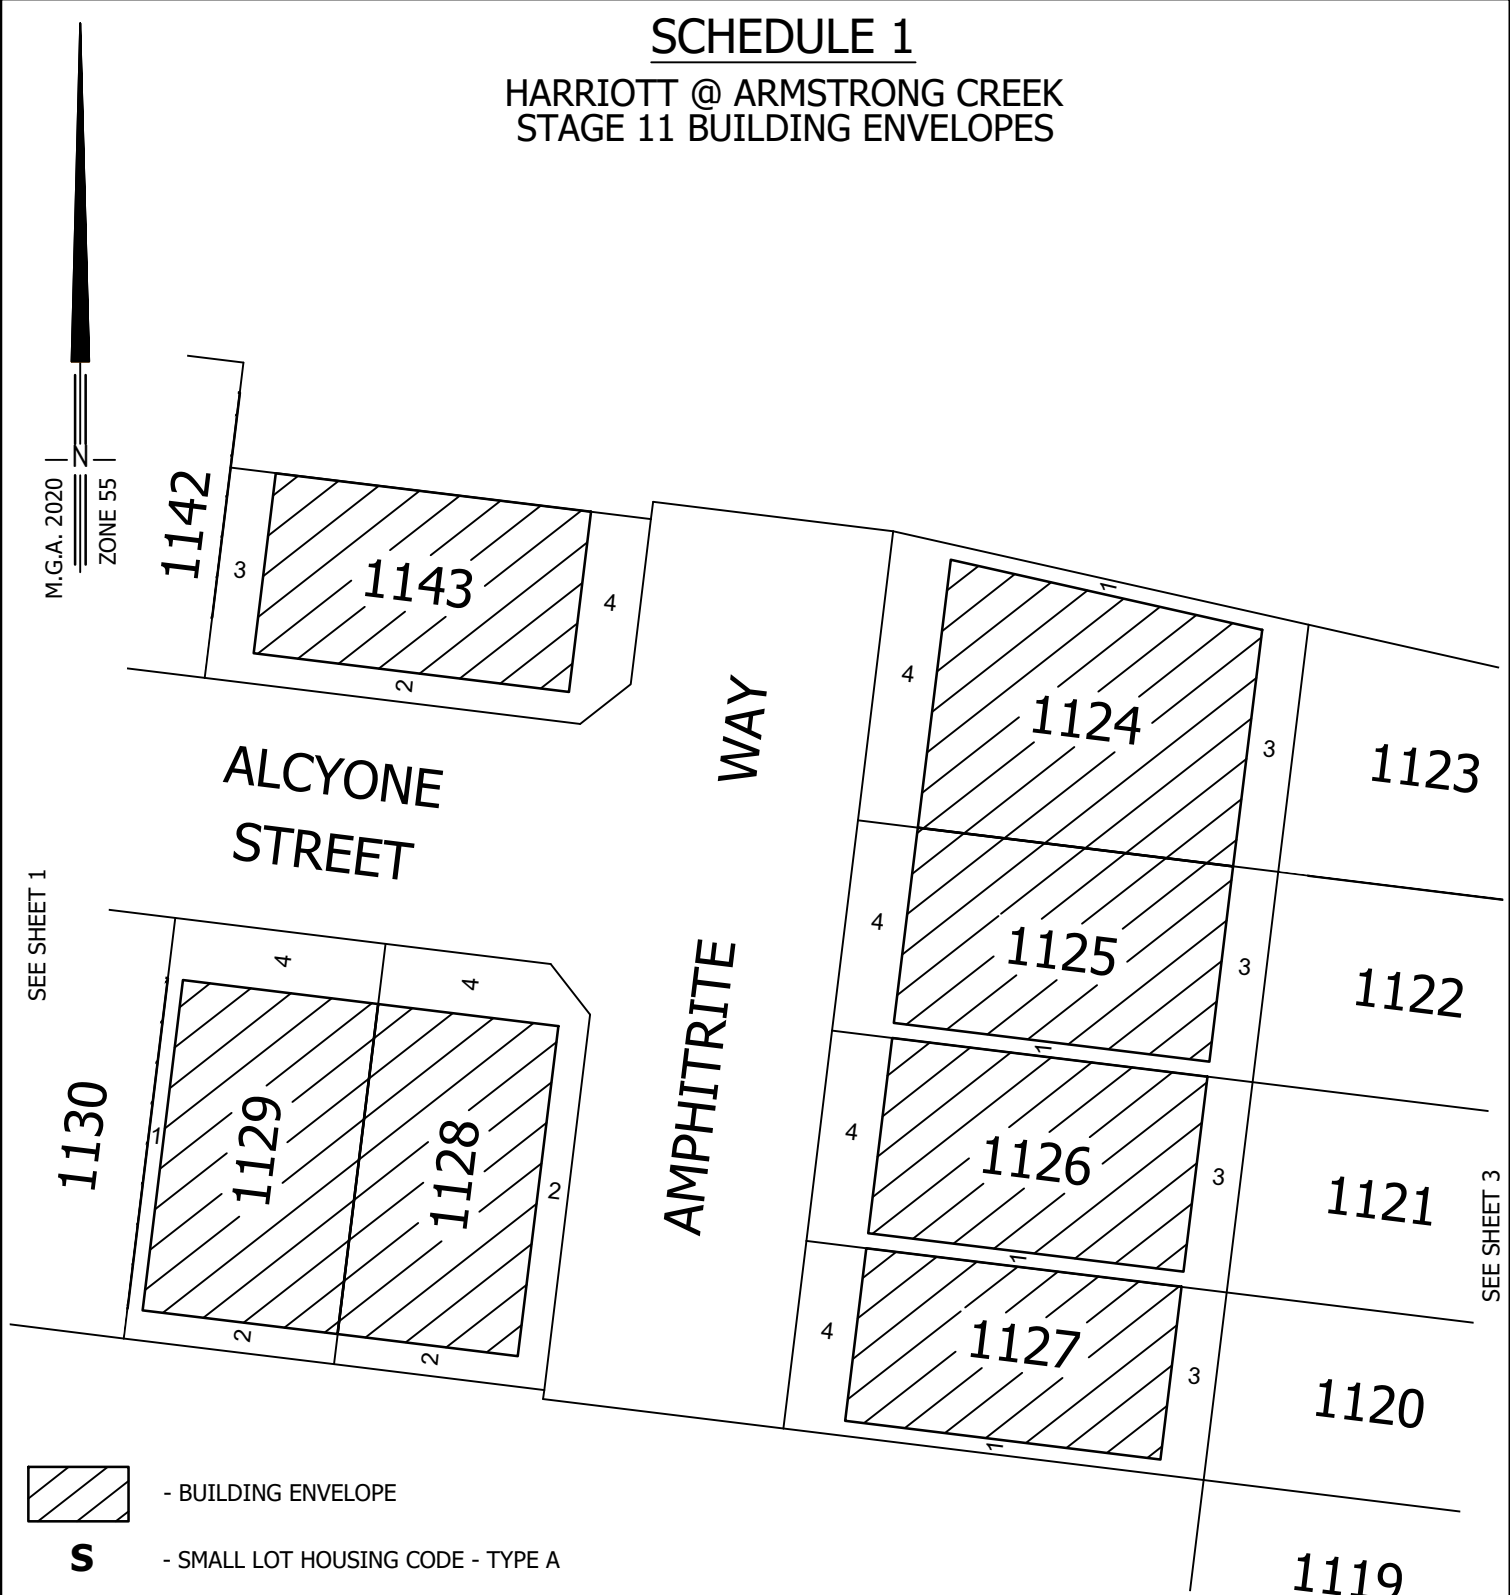 SCHEDULE 1
HARRIOTT @ ARMSTRONG CREEK
STAGE 11 BUILDING ENVELOPES
N
M.G.A. 2020
ZONE 55
1142
3
1143
4
2
1
4
1124
3
1123
WAY
ALCYONE
STREET
SEE SHEET 1
4
1125
3
1122
1
4
4
AMPHITRITE
1130
1
1129
1128
2
2
2
4
1126
3
1121
1
SEE SHEET 3
4
1127
3
1120
1
- BUILDING ENVELOPE
S - SMALL LOT HOUSING CODE - TYPE A
1119